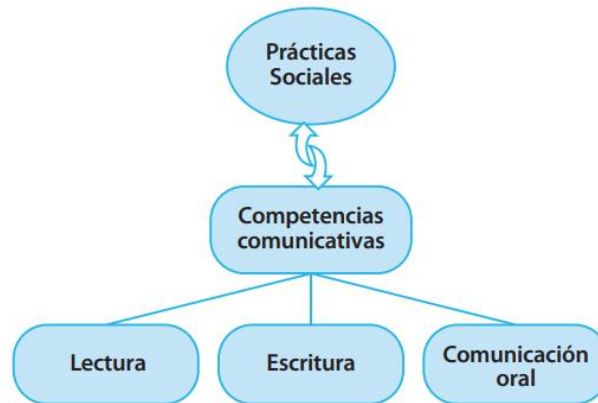 Prácticas
Sociales
Competencias
comunicativas
Lectura
Escritura
Comunicación
oral